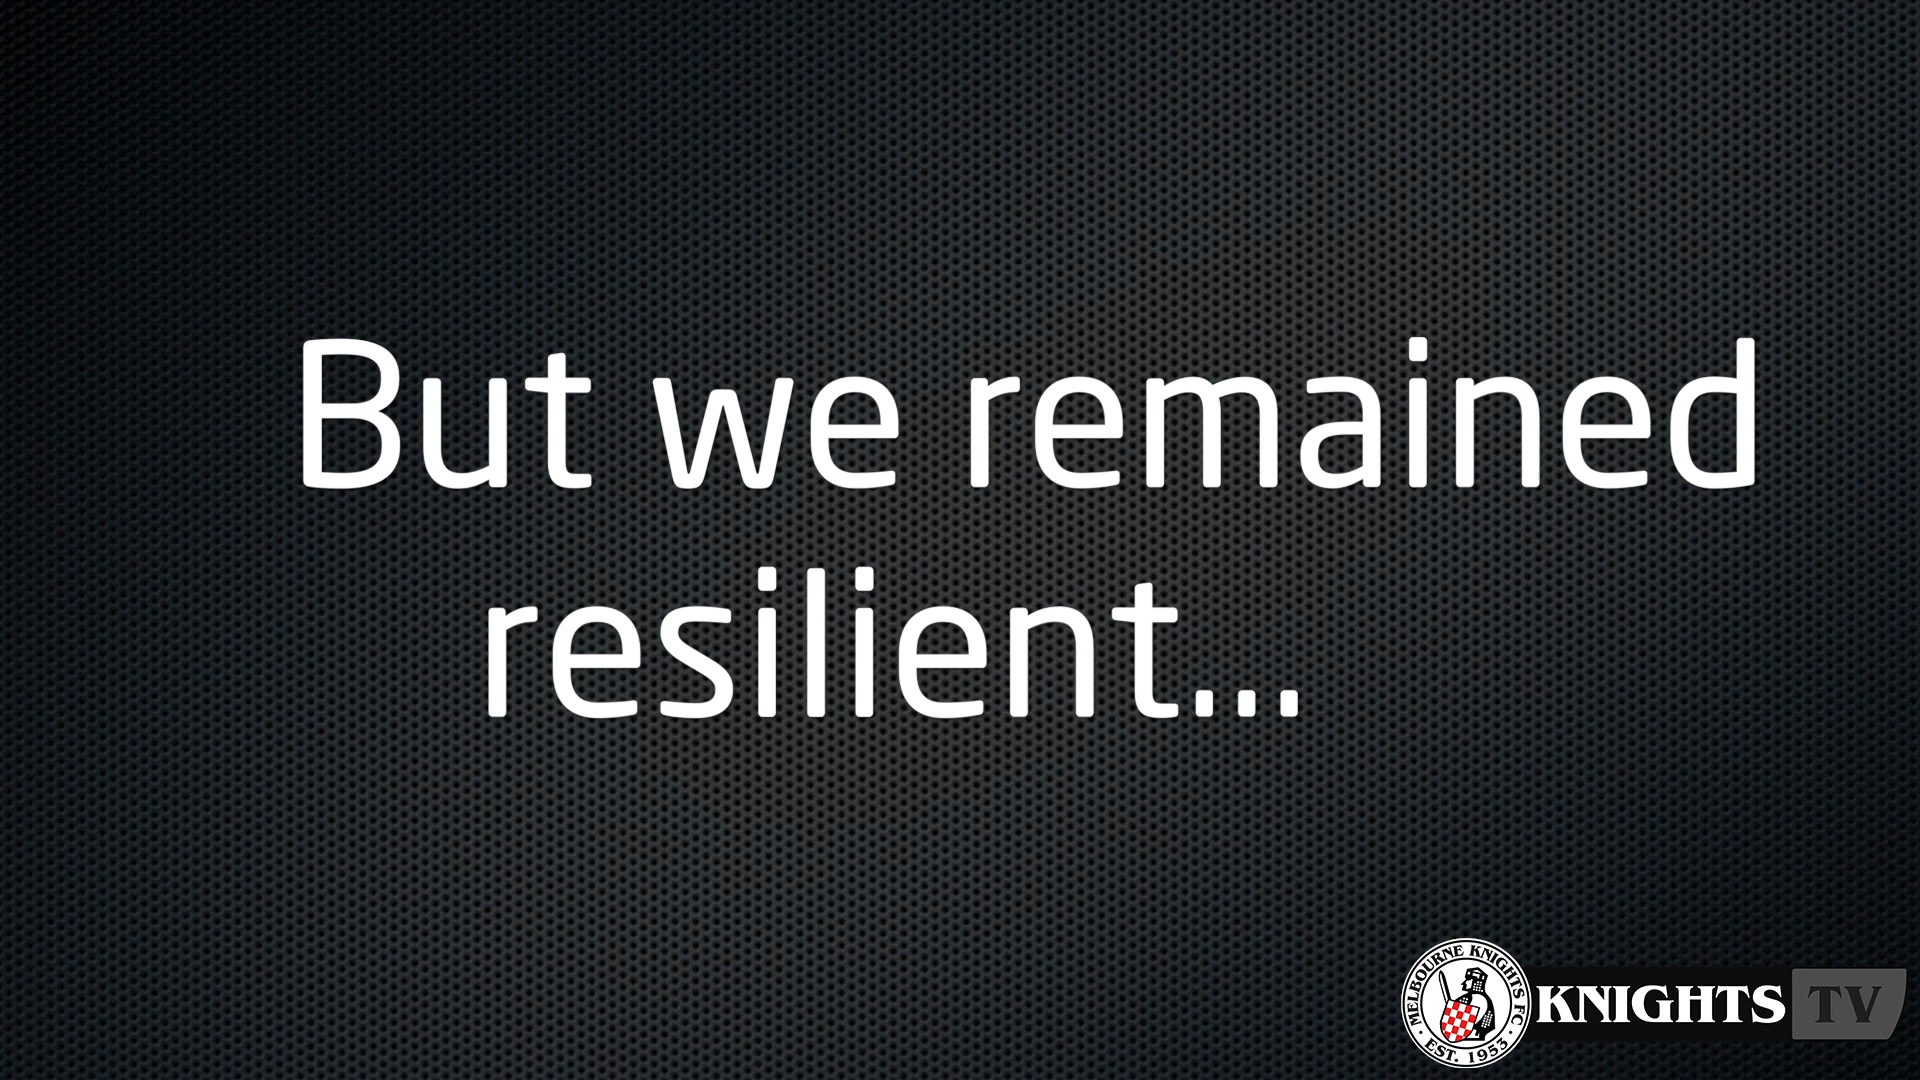 But we remained
resilient...
MELBOURNE KNIGHTS FC
· EST. 1953 ·
KNIGHTS TV